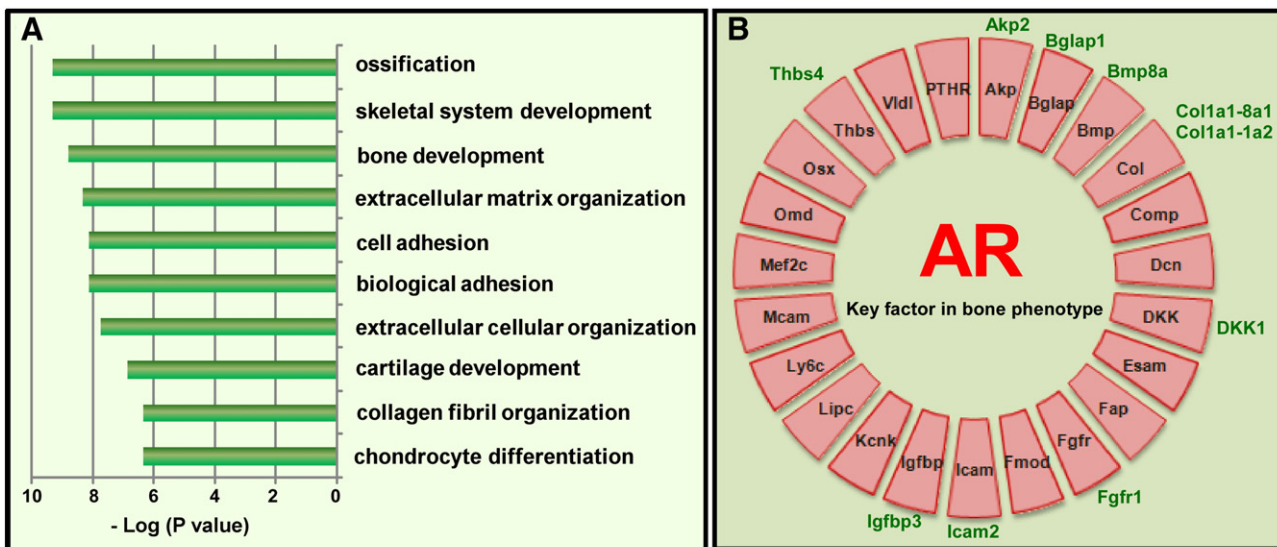 A
ossification
skeletal system development
bone development
extracellular matrix organization
cell adhesion
biological adhesion
extracellular cellular organization
cartilage development
collagen fibril organization
chondrocyte differentiation
10 8 6 4 2 0
- Log (P value)
B
Akp2
Bglap1
Bmp8a
Col1a1-8a1
Col1a1-1a2
DKK1
Fgfr1
Icam2
Igfbp3
Thbs4
PTHR
Akp
Bglap
Bmp
Col
Comp
Dcn
DKK
Esam
Fap
Fgfr
Fmod
Icam
Igfbp
Kcnk
Lipc
Ly6c
Mcam
Mef2c
Omd
Osx
Thbs
Vldl
AR
Key factor in bone phenotype